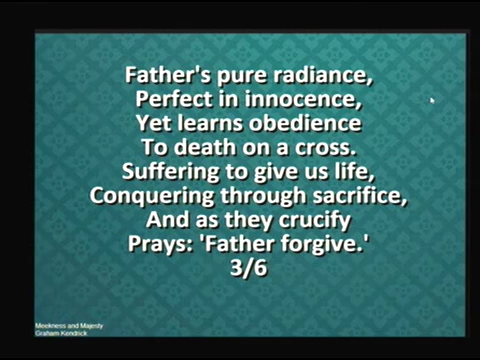 Father's pure radiance,
Perfect in innocence,
Yet learns obedience
To death on a cross.
Suffering to give us life,
Conquering through sacrifice,
And as they crucify
Prays: 'Father forgive.'
3/6
Meekness and Majesty
Graham Kendrick